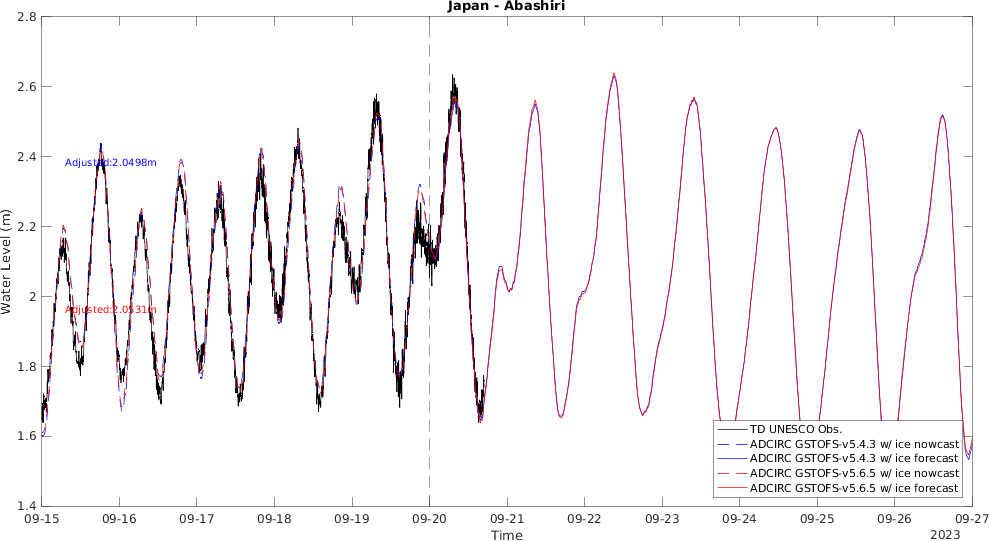 Japan - Abashiri
2.8
2.6
2.4
2.2
2
1.8
1.6
1.4
Water Level (m)
Adjusted:2.0498m
Adjusted:2.0531m
TD UNESCO Obs.
ADCIRC GSTOFS-v5.4.3 w/ ice nowcast
ADCIRC GSTOFS-v5.4.3 w/ ice forecast
ADCIRC GSTOFS-v5.6.5 w/ ice nowcast
ADCIRC GSTOFS-v5.6.5 w/ ice forecast
09-15 09-16 09-17 09-18 09-19 09-20 09-21 09-22 09-23 09-24 09-25 09-26 09-27
Time
2023